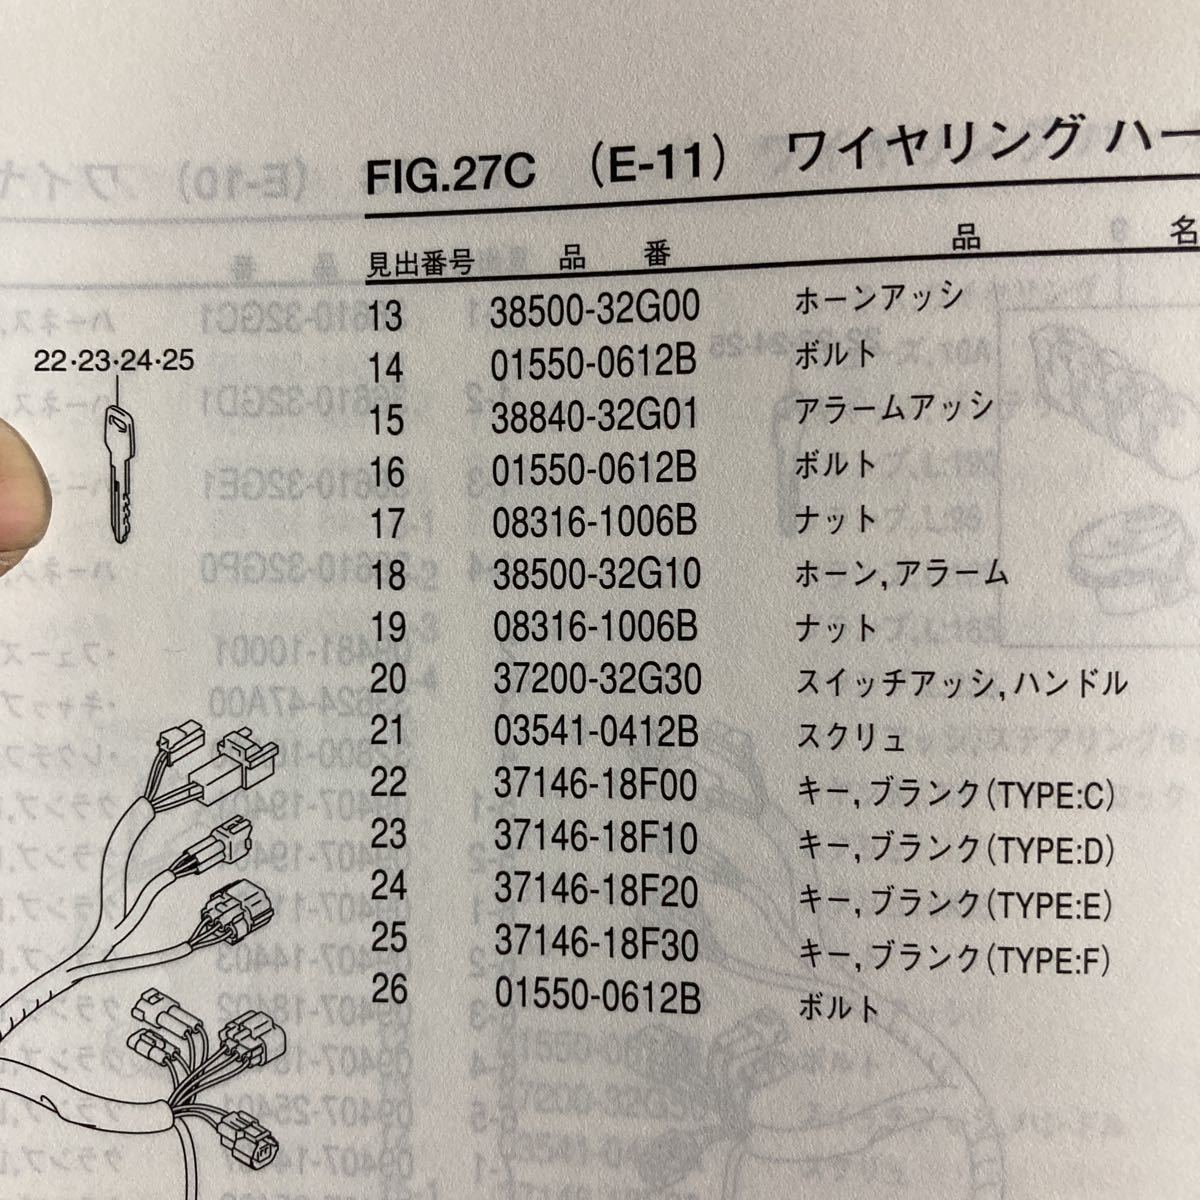 FIG.27C (E-11) ワイヤリング ハー
見出番号 品 番 品 名
22・23・24・25
13 38500-32G00 ホーンアッシ
14 01550-0612B ボルト
15 38840-32G01 アラームアッシ
16 01550-0612B ボルト
17 08316-1006B ナット
18 38500-32G10 ホーン,アラーム
19 08316-1006B ナット
20 37200-32G30 スイッチアッシ,ハンドル
21 03541-0412B スクリュ
22 37146-18F00 キー,ブランク(TYPE:C)
23 37146-18F10 キー,ブランク(TYPE:D)
24 37146-18F20 キー,ブランク(TYPE:E)
25 37146-18F30 キー,ブランク(TYPE:F)
26 01550-0612B ボルト